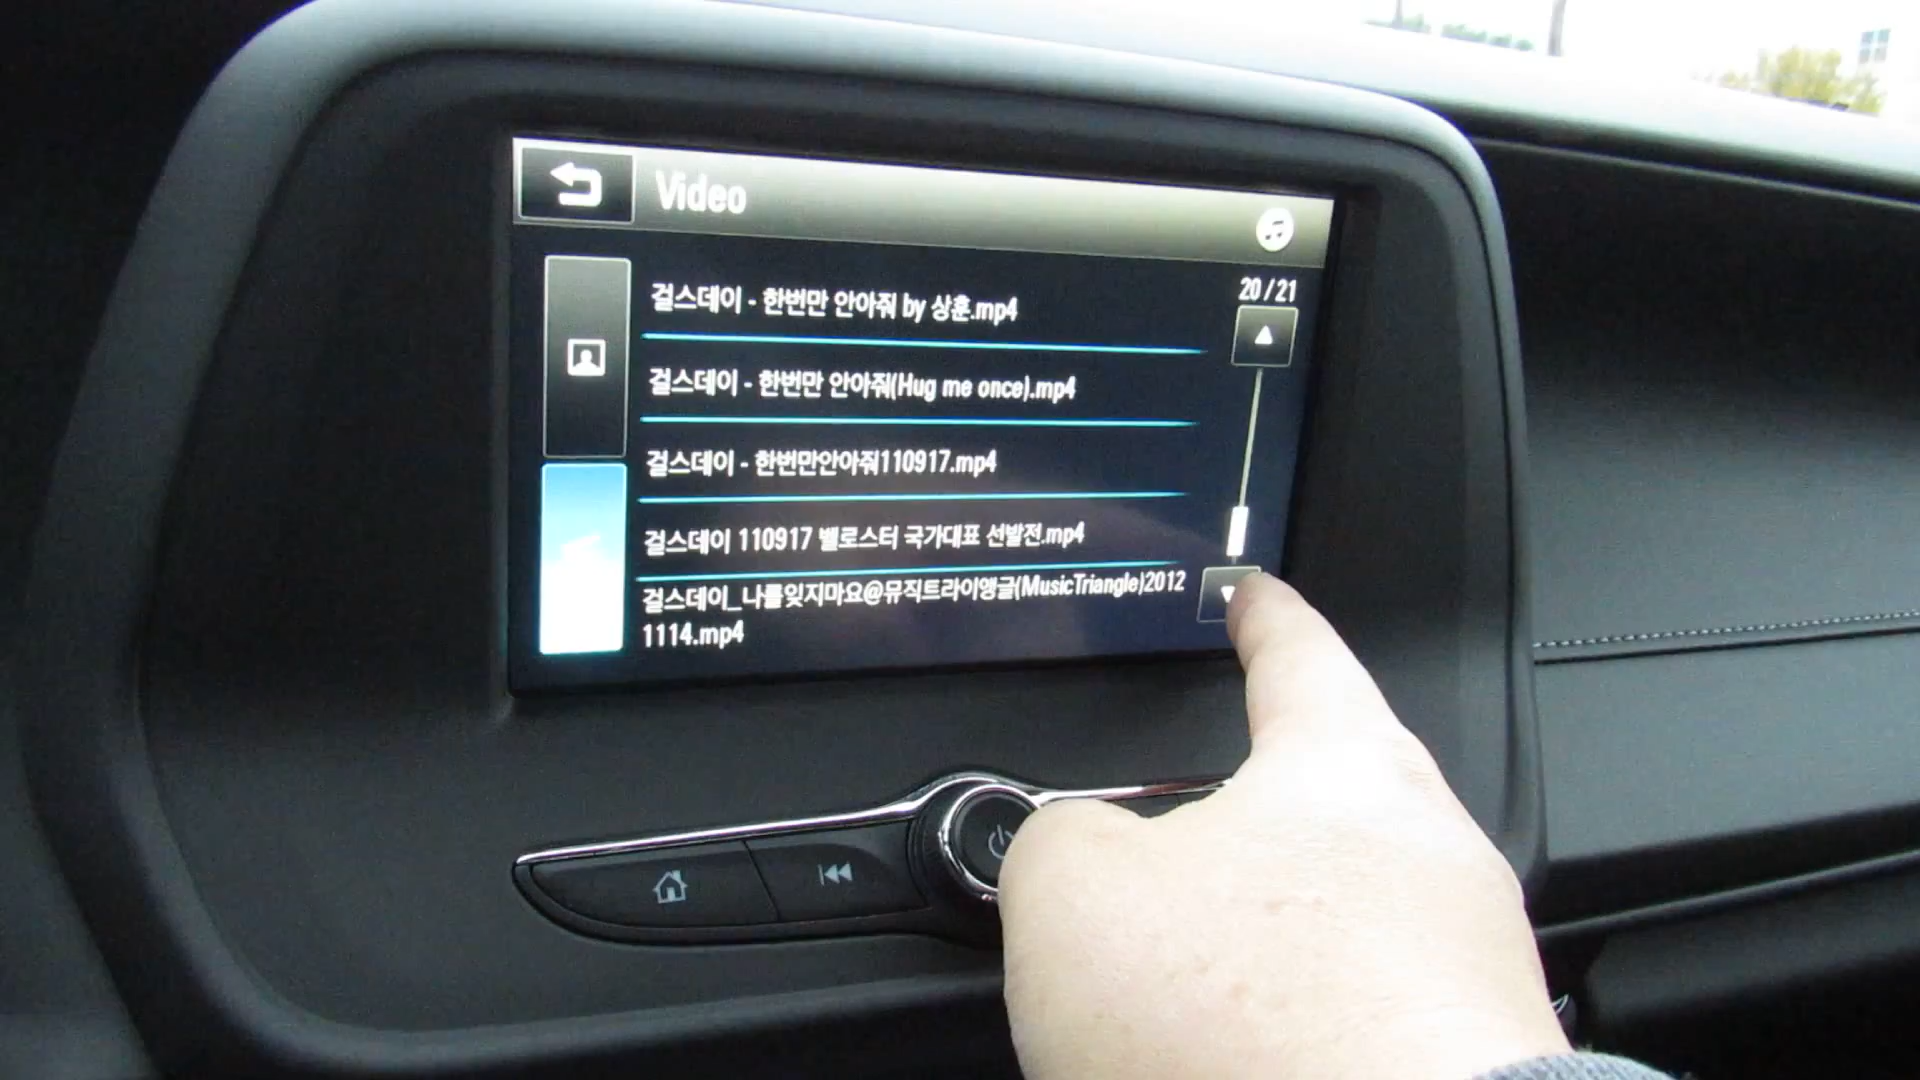 Video
20/21
걸스데이 - 한번만 안아줘 by 상훈.mp4
걸스데이 - 한번만 안아줘(Hug me once).mp4
걸스데이 - 한번만안아줘110917.mp4
걸스데이 110917 벨로스터 국가대표 선발전.mp4
걸스데이_나를잊지마요@뮤직트라이앵글(MusicTriangle)2012
1114.mp4